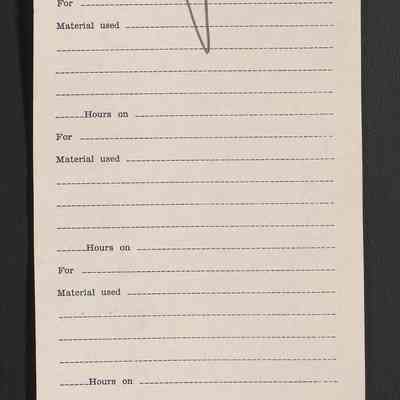 For
Material used
Hours on
For
Material used
Hours on
For
Material used
Hours on